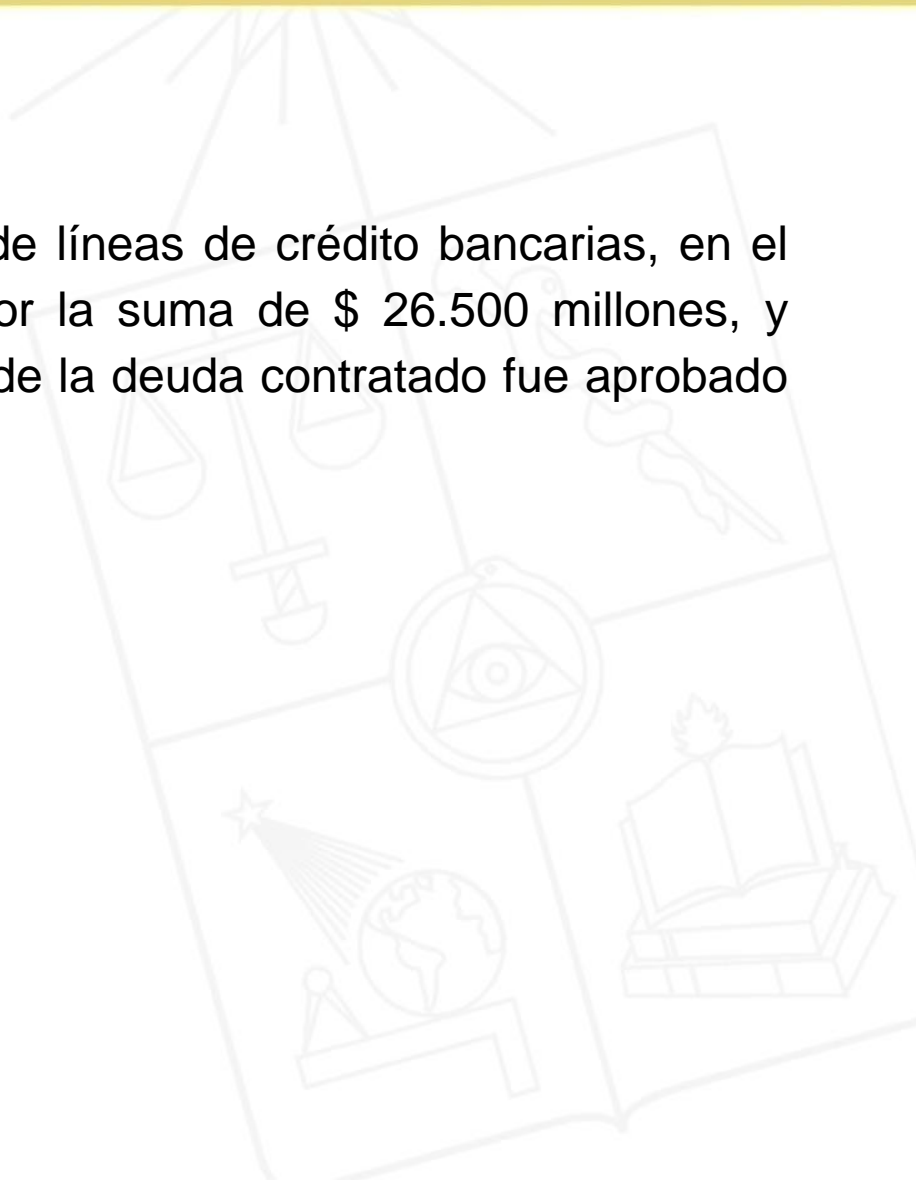 de líneas de crédito bancarias, en el
or la suma de $ 26.500 millones, y
de la deuda contratado fue aprobado